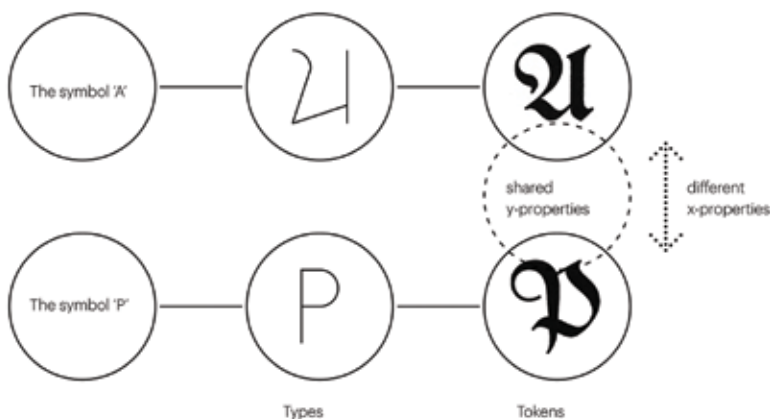 The symbol ‘A’
𝔄
𝔄
shared
y-properties
different
x-properties
The symbol ‘P’
P
𝔓
Types
Tokens